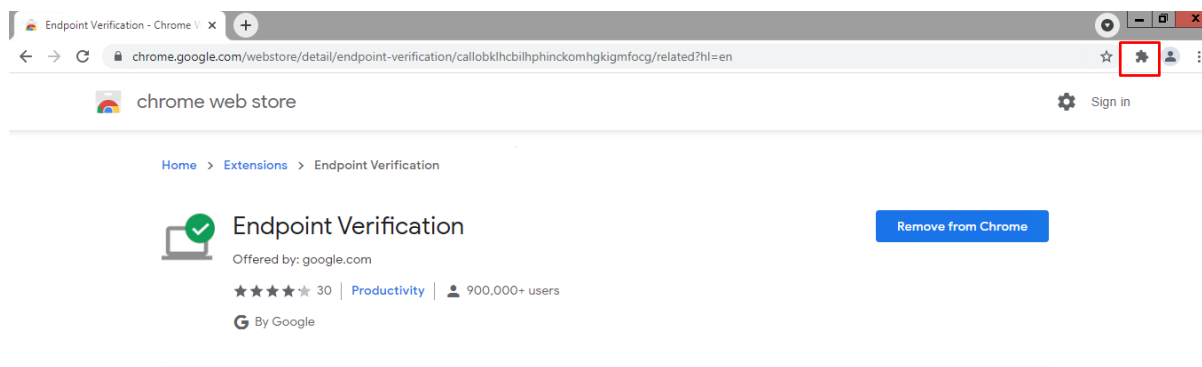 Endpoint Verification - Chrome
chrome.google.com/webstore/detail/endpoint-verification/callobklhcbilhphinckomhgkigmfocg/related?hl=en
chrome web store
Sign in
Home > Extensions > Endpoint Verification
Endpoint Verification
Remove from Chrome
Offered by: google.com
30 | Productivity | 900,000+ users
G By Google